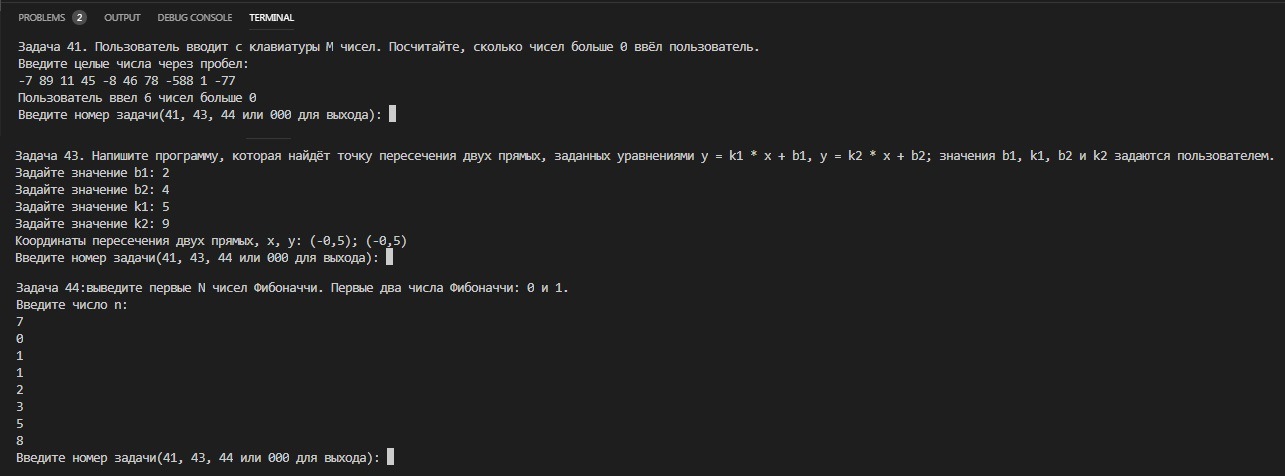 PROBLEMS 2 OUTPUT DEBUG CONSOLE TERMINAL
Задача 41. Пользователь вводит с клавиатуры M чисел. Посчитайте, сколько чисел больше 0 ввёл пользователь.
Введите целые числа через пробел:
-7 89 11 45 -8 46 78 -588 1 -77
Пользователь ввел 6 чисел больше 0
Введите номер задачи(41, 43, 44 или 000 для выхода):
Задача 43. Напишите программу, которая найдёт точку пересечения двух прямых, заданных уравнениями y = k1 * x + b1, y = k2 * x + b2; значения b1, k1, b2 и k2 задаются пользователем.
Задайте значение b1: 2
Задайте значение b2: 4
Задайте значение k1: 5
Задайте значение k2: 9
Координаты пересечения двух прямых, x, y: (-0,5); (-0,5)
Введите номер задачи(41, 43, 44 или 000 для выхода):
Задача 44:выведите первые N чисел Фибоначчи. Первые два числа Фибоначчи: 0 и 1.
Введите число n:
7
0
1
1
2
3
5
8
Введите номер задачи(41, 43, 44 или 000 для выхода):